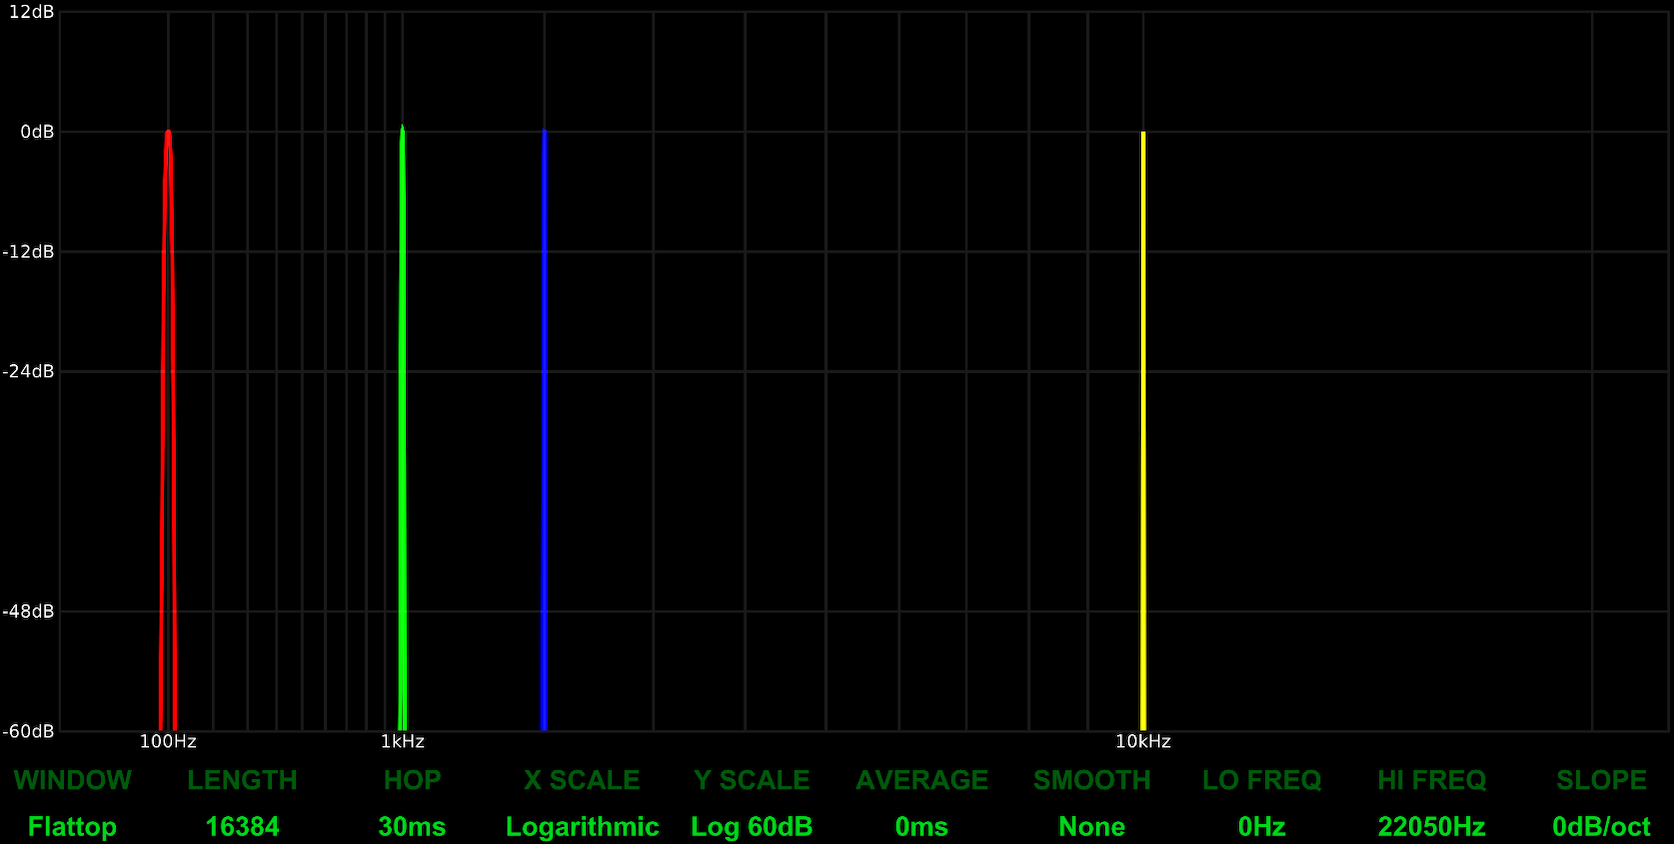 12dB
0dB
-12dB
-24dB
-48dB
-60dB
100Hz 1kHz 10kHz
WINDOW LENGTH HOP X SCALE Y SCALE AVERAGE SMOOTH LO FREQ HI FREQ SLOPE
Flattop 16384 30ms Logarithmic Log 60dB 0ms None 0Hz 22050Hz 0dB/oct